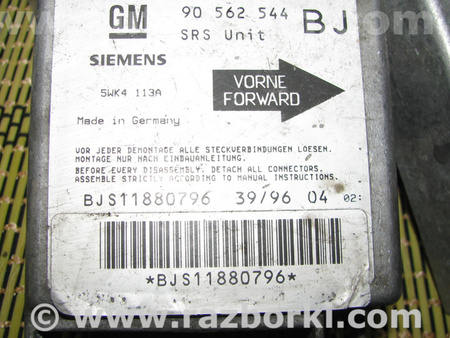 GM 90 562 544 BJ
SRS Unit
SIEMENS
VORNE
FORWARD
5WK4 113A
Made in Germany
VOR JEDER DEMONTAGE ALLE STECKVERBINDUNGEN LOESEN.
MONTAGE NUR NACH EINBAUANLEITUNG.
BEFORE EVERY DISASSEMBLY, DETACH ALL CONNECTORS.
ASSEMBLE STRICTLY ACCORDING TO MANUAL INSTRUCTIONS.
BJS11880796 39/96 04 02:
*BJS11880796*
© www.razborki.com